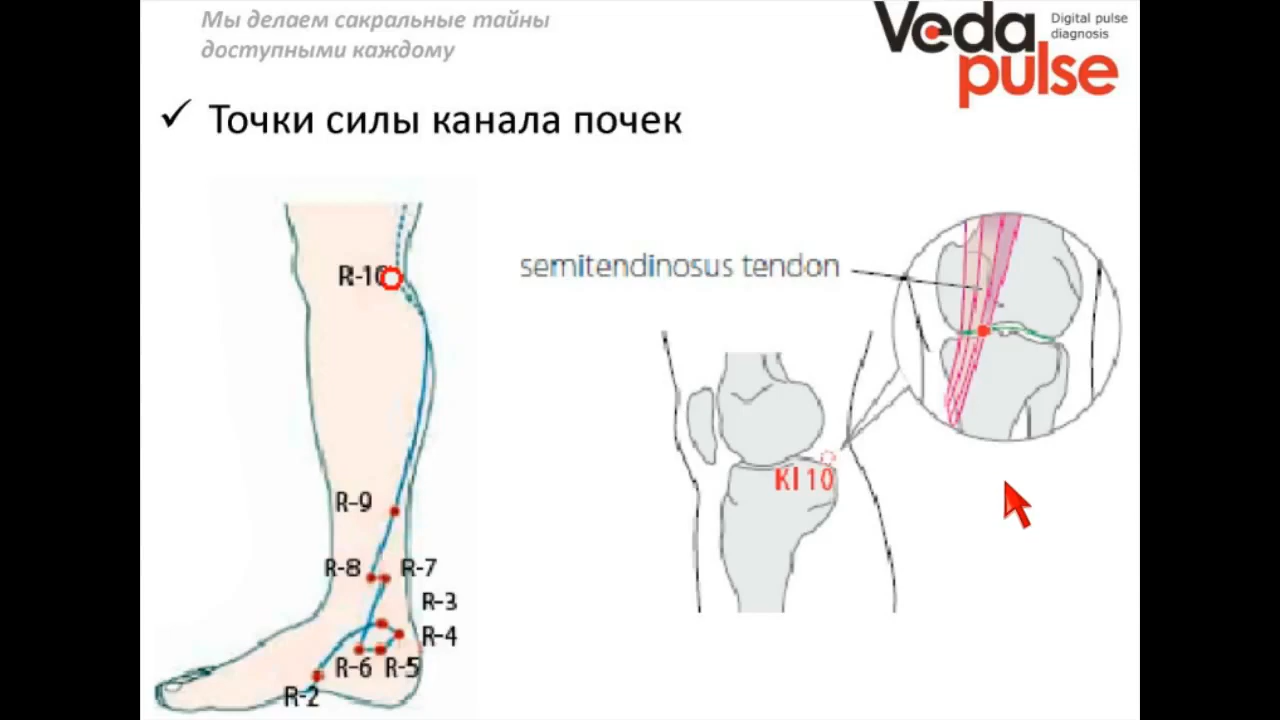 Мы делаем сакральные тайны
доступными каждому
Veda
pulse
Digital pulse
diagnosis
✓ Точки силы канала почек
R-10
semitendinosus tendon
KI 10
R-9
R-8
R-7
R-3
R-4
R-6
R-5
R-2